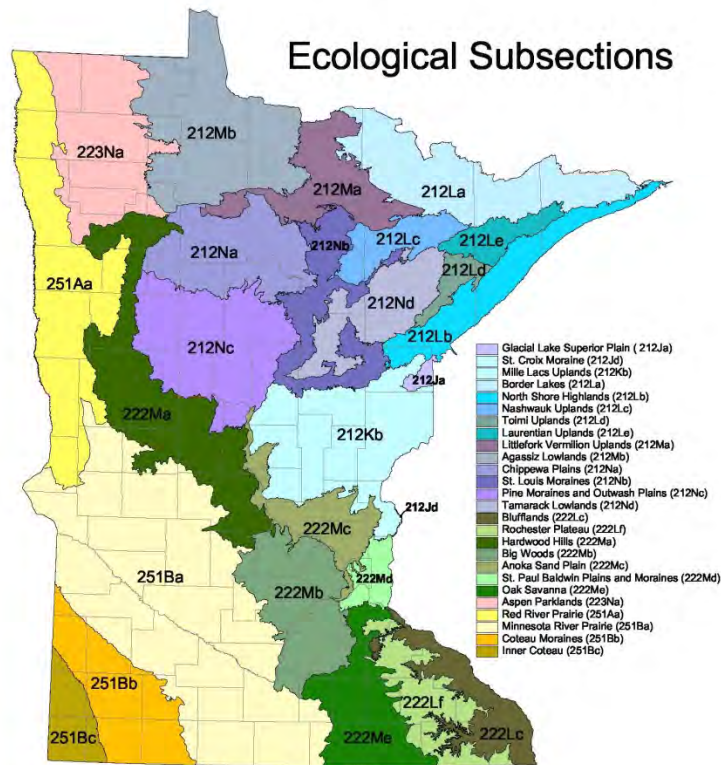 Ecological Subsections
212Mb
223Na
212Ma
212La
212Na
212Nb
212Lc
212Le
212Ld
251Aa
212Nd
212Nc
212Lb
212Ja
222Ma
212Kb
212Jd
222Mc
251Ba
222Mb
222Md
251Bb
222Lf
251Bc
222Me
222Lc
Glacial Lake Superior Plain ( 212Ja)
St. Croix Moraine (212Jd)
Mille Lacs Uplands (212Kb)
Border Lakes (212La)
North Shore Highlands (212Lb)
Nashwauk Uplands (212Lc)
Toimi Uplands (212Ld)
Laurentian Uplands (212Le)
Littlefork Vermilion Uplands (212Ma)
Agassiz Lowlands (212Mb)
Chippewa Plains (212Na)
St. Louis Moraines (212Nb)
Pine Moraines and Outwash Plains (212Nc)
Tamarack Lowlands (212Nd)
Blufflands (222Lc)
Rochester Plateau (222Lf)
Hardwood Hills (222Ma)
Big Woods (222Mb)
Anoka Sand Plain (222Mc)
St. Paul Baldwin Plains and Moraines (222Md)
Oak Savanna (222Me)
Aspen Parklands (223Na)
Red River Prairie (251Aa)
Minnesota River Prairie (251Ba)
Coteau Moraines (251Bb)
Inner Coteau (251Bc)